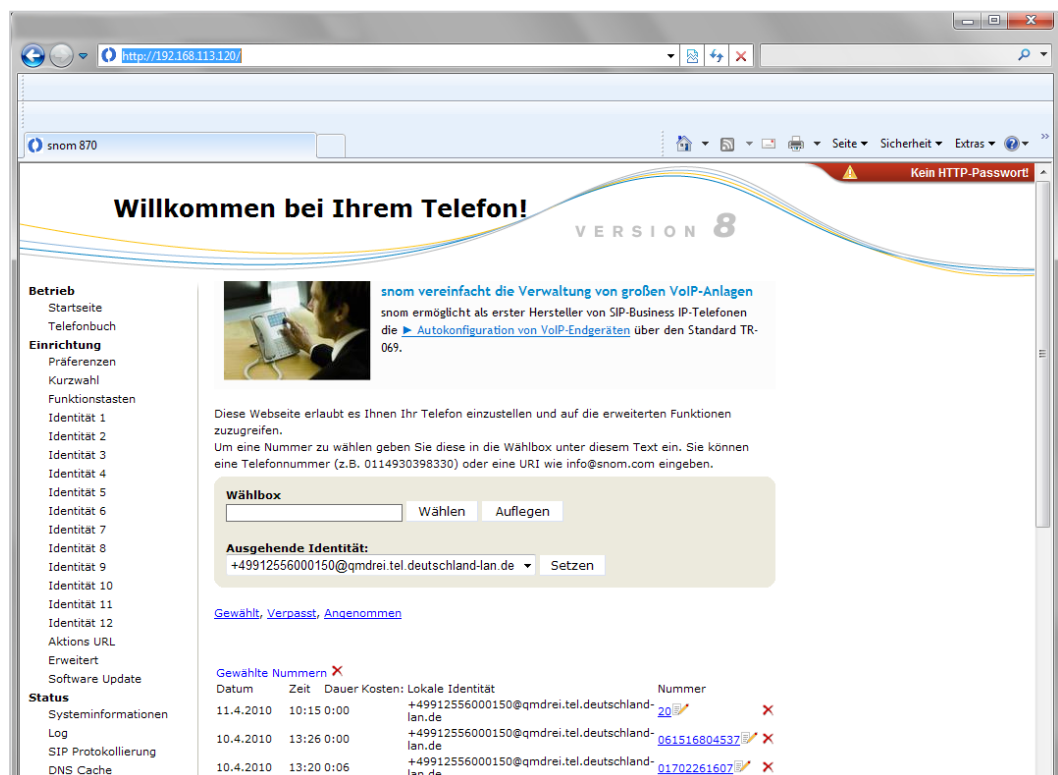 http://192.168.113.120/
snom 870
Seite
Sicherheit
Extras
Kein HTTP-Passwort!
Willkommen bei Ihrem Telefon!
VERSION 8
Betrieb
Startseite
Telefonbuch
Einrichtung
Präferenzen
Kurzwahl
Funktionstasten
Identität 1
Identität 2
Identität 3
Identität 4
Identität 5
Identität 6
Identität 7
Identität 8
Identität 9
Identität 10
Identität 11
Identität 12
Aktions URL
Erweitert
Software Update
Status
Systeminformationen
Log
SIP Protokollierung
DNS Cache
snom vereinfacht die Verwaltung von großen VoIP-Anlagen
snom ermöglicht als erster Hersteller von SIP-Business IP-Telefonen
die ► Autokonfiguration von VoIP-Endgeräten über den Standard TR-
069.
Diese Webseite erlaubt es Ihnen Ihr Telefon einzustellen und auf die erweiterten Funktionen
zuzugreifen.
Um eine Nummer zu wählen geben Sie diese in die Wählbox unter diesem Text ein. Sie können
eine Telefonnummer (z.B. 0114930398330) oder eine URI wie info@snom.com eingeben.
Wählbox
Wählen Auflegen
Ausgehende Identität:
+49912556000150@qmdrei.tel.deutschland-lan.de Setzen
Gewählt, Verpasst, Angenommen
Gewählte Nummern
Datum Zeit Dauer Kosten: Lokale Identität Nummer
11.4.2010 10:15 0:00 +49912556000150@qmdrei.tel.deutschland-
lan.de 20
10.4.2010 13:26 0:00 +49912556000150@qmdrei.tel.deutschland-
lan.de 061516804537
10.4.2010 13:20 0:06 +49912556000150@qmdrei.tel.deutschland-
lan.de 01702261607